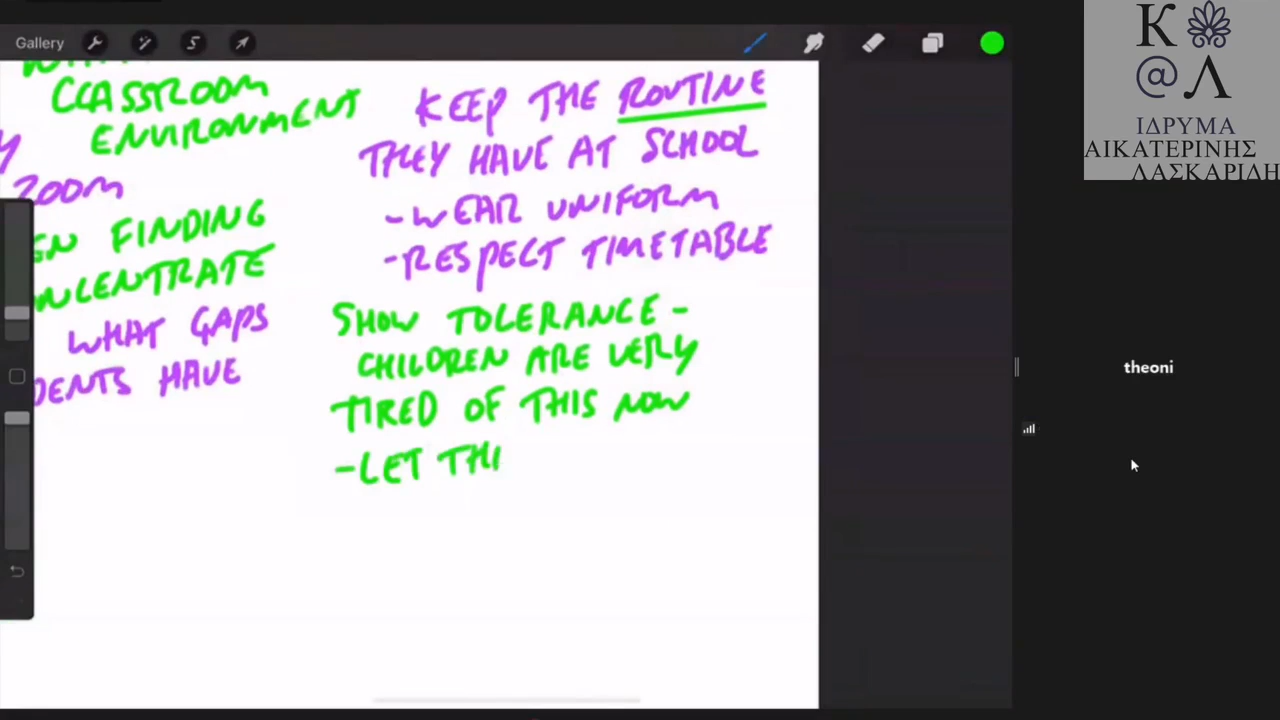 Gallery
CLASSROOM
ENVIRONMENT
ZOOM
FINDING
WHAT GAPS
HAVE
KEEP THE ROUTINE
THEY HAVE AT SCHOOL
-WEAR UNIFORM
-RESPECT TIMETABLE
SHOW TOLERANCE -
CHILDREN ARE VERY
TIRED OF THIS NOW
-LET
theoni
Κ
@ Λ
ΙΔΡΥΜΑ
ΑΙΚΑΤΕΡΙΝΗΣ
ΛΑΣΚΑΡΙΔΗ